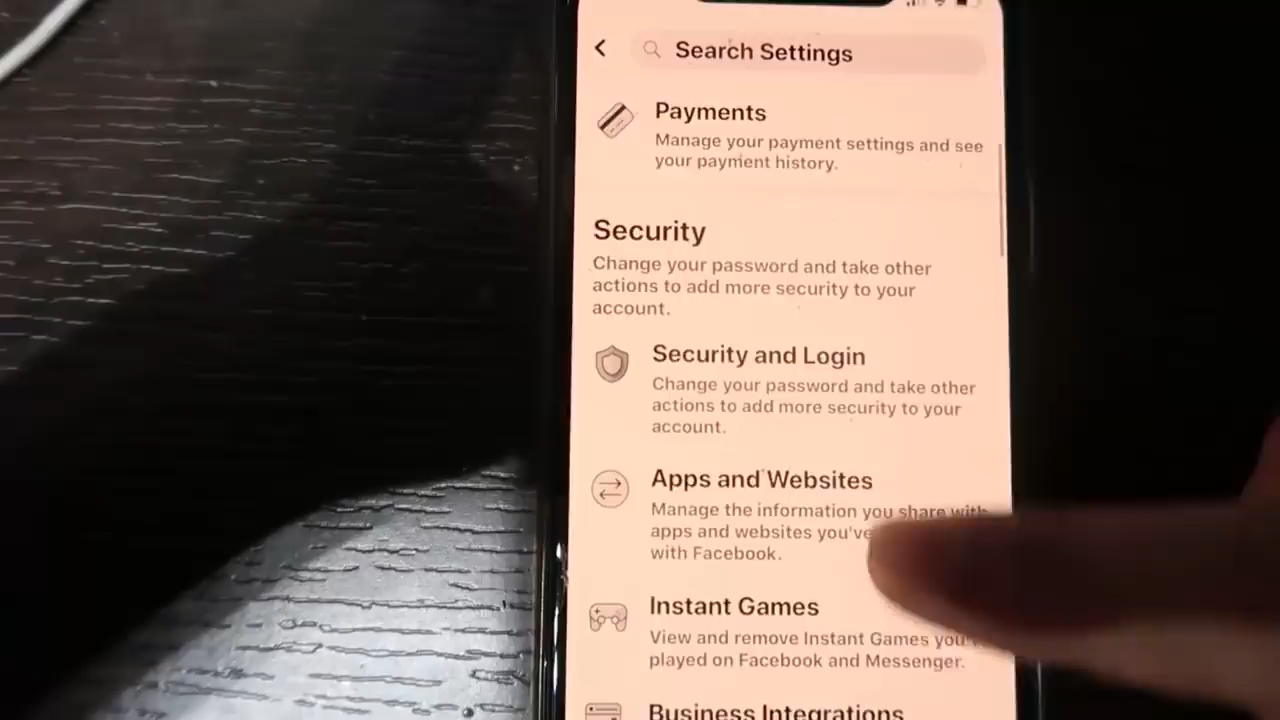 Search Settings
Payments
Manage your payment settings and see
your payment history.
Security
Change your password and take other
actions to add more security to your
account.
Security and Login
Change your password and take other
actions to add more security to your
account.
Apps and Websites
Manage the information you share with
apps and websites you've
with Facebook.
Instant Games
View and remove Instant Games
played on Facebook and Messenger.
Business Integrations